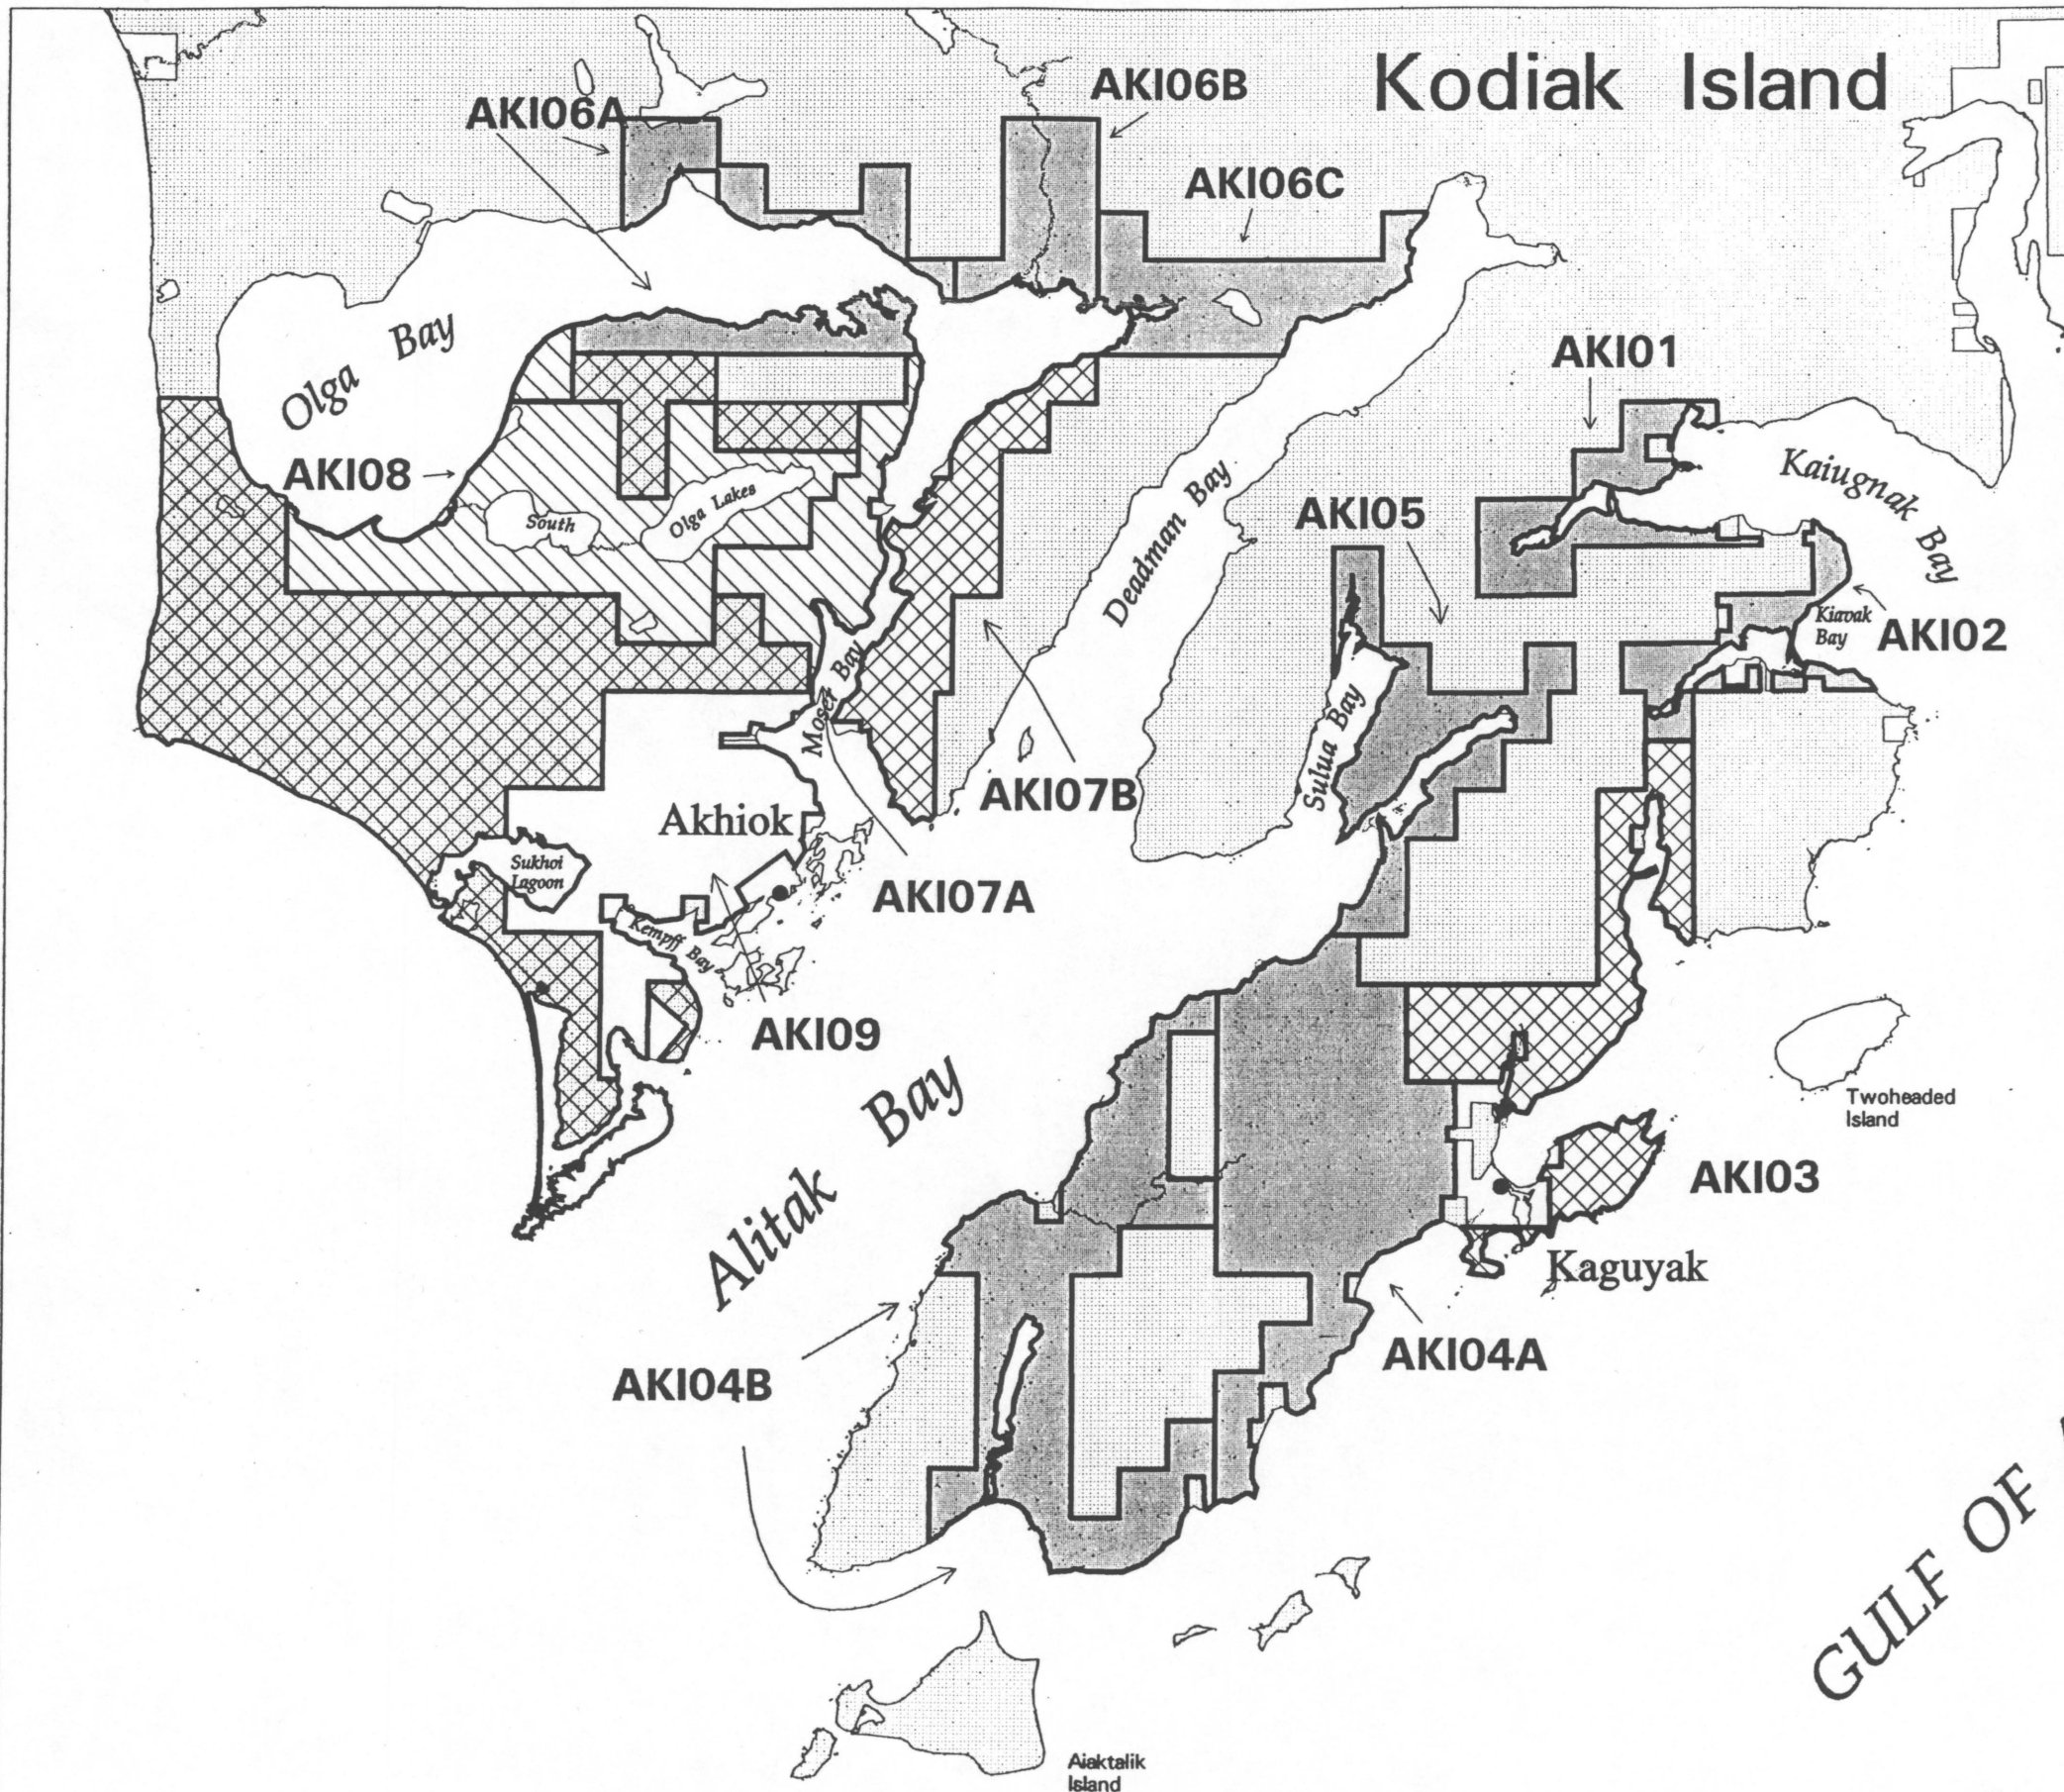 Kodiak Island
AKI06A
AKI06B
AKI06C
AKI01
Olga Bay
AKI08
South
Olga Lakes
Deadman Bay
AKI05
Kaiugnak Bay
Kiavak
Bay
AKI02
Moser Bay
Sulua Bay
AKI07B
Akhiok
Sukhoi
Lagoon
AKI07A
Kempff Bay
AKI09
Alitak Bay
Twoheaded
Island
AKI03
Kaguyak
AKI04A
AKI04B
GULF OF
Aiaktalik
Island